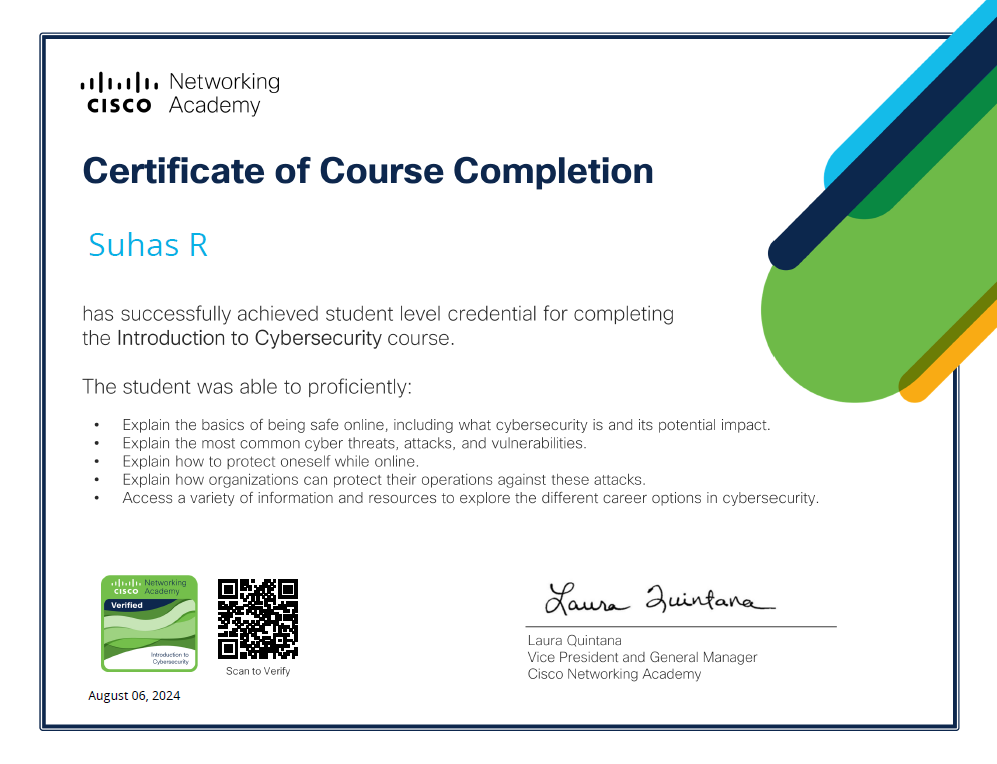 Networking
CISCO Academy
Certificate of Course Completion
Suhas R
has successfully achieved student level credential for completing
the Introduction to Cybersecurity course.
The student was able to proficiently:
• Explain the basics of being safe online, including what cybersecurity is and its potential impact.
• Explain the most common cyber threats, attacks, and vulnerabilities.
• Explain how to protect oneself while online.
• Explain how organizations can protect their operations against these attacks.
• Access a variety of information and resources to explore the different career options in cybersecurity.
Networking
CISCO Academy
Verified
Introduction to
Cybersecurity
Scan to Verify
August 06, 2024
Laura Quintana
Laura Quintana
Vice President and General Manager
Cisco Networking Academy